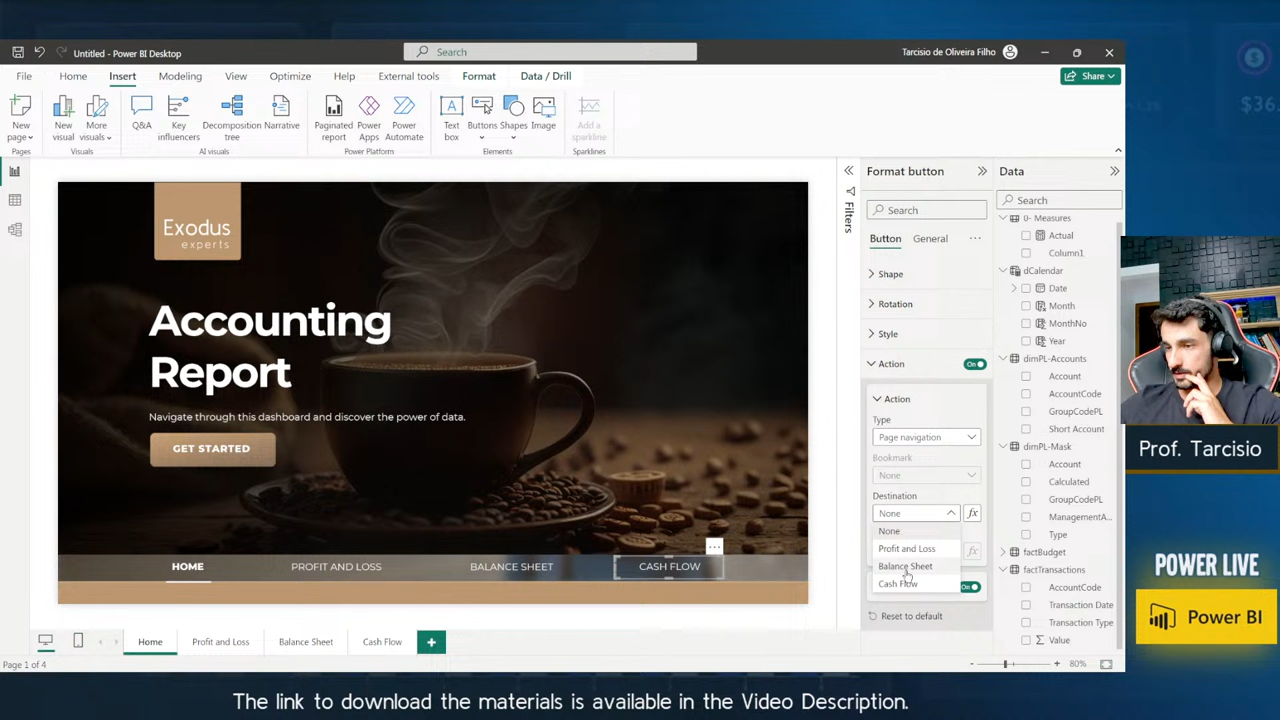 Untitled - Power BI Desktop
Search
Tarcisio de Oliveira Filho
File Home Insert Modeling View Optimize Help External tools Format Data / Drill
Share
New page
New visual
More visuals
Q&A
Key influencers
Decomposition tree
Narrative
Paginated report
Power Apps
Power Automate
Text box
Buttons
Shapes
Image
Add a sparkline
Pages
Visuals
AI visuals
Power Platform
Elements
Sparklines
Exodus
experts
Accounting
Report
Navigate through this dashboard and discover the power of data.
GET STARTED
HOME PROFIT AND LOSS BALANCE SHEET CASH FLOW
Home Profit and Loss Balance Sheet Cash Flow
Page 1 of 4
80%
Filters
Format button
Search
Button General
Shape
Rotation
Style
Action On
Action
Type
Page navigation
Bookmark
None
Destination
None
fx
None
Profit and Loss
fx
Balance Sheet
Cash Flow
On
Reset to default
Data
Search
0- Measures
Actual
Column1
dCalendar
Date
Month
MonthNo
Year
dimPL-Accounts
Account
AccountCode
GroupCodePL
Short Account
dimPL-Mask
Account
Calculated
GroupCodePL
ManagementA...
Type
factBudget
factTransactions
AccountCode
Transaction Date
Transaction Type
Value
Prof. Tarcisio
POWER LIVE
Power BI
The link to download the materials is available in the Video Description.